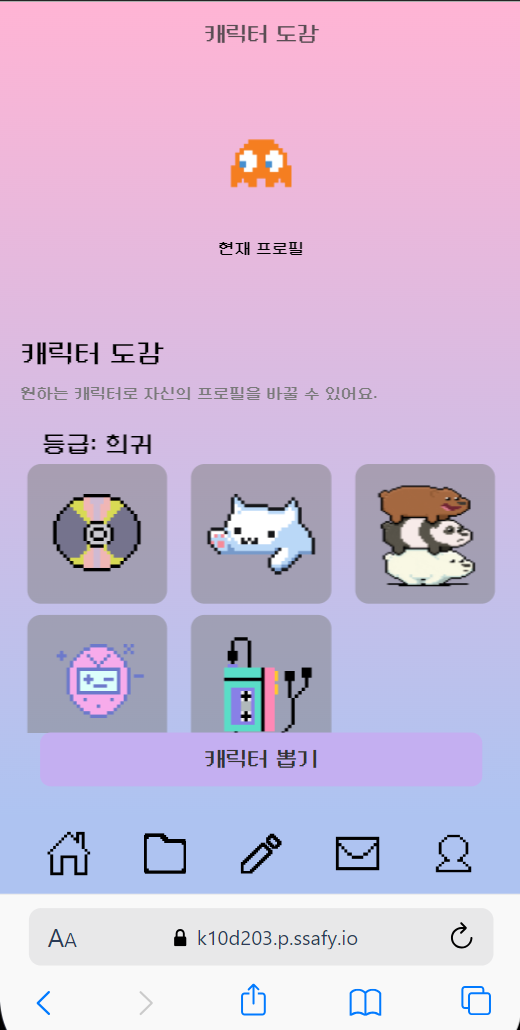 캐릭터 도감
현재 프로필
캐릭터 도감
원하는 캐릭터로 자신의 프로필을 바꿀 수 있어요.
등급: 희귀
캐릭터 뽑기
AA k10d203.p.ssafy.io